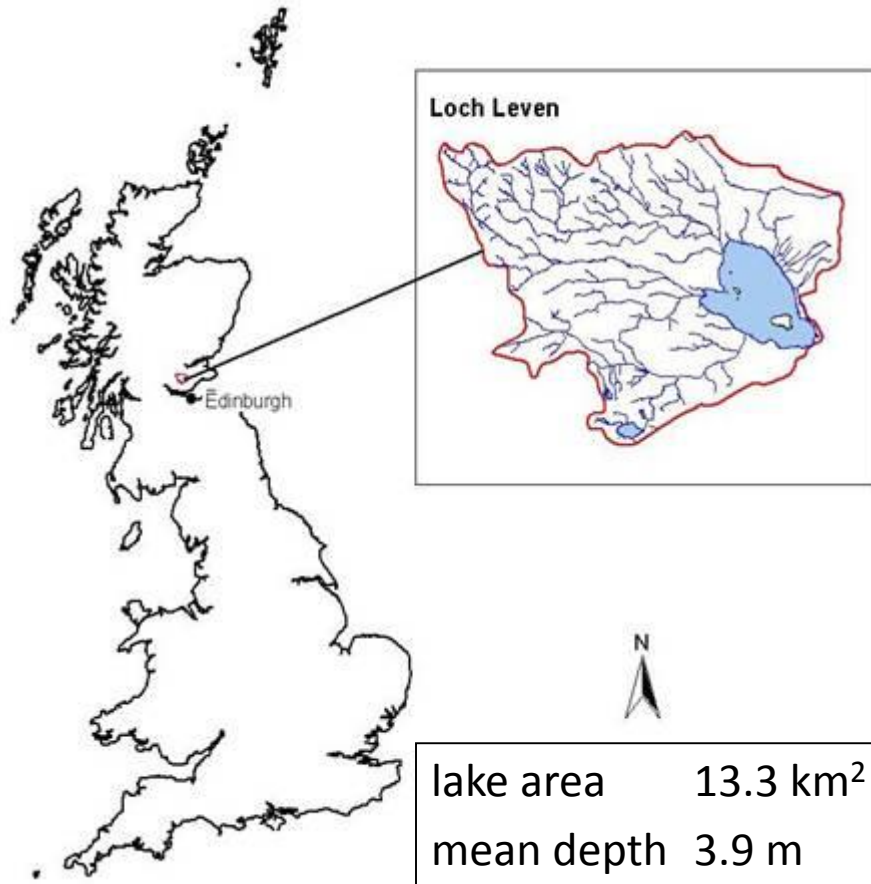 Loch Leven
Edinburgh
N
lake area 13.3 km²
mean depth 3.9 m